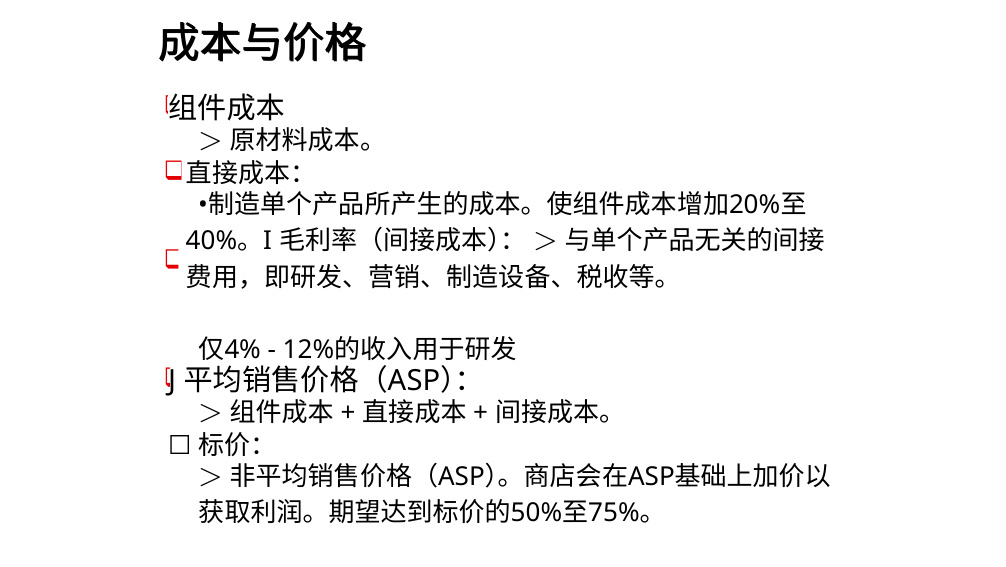 成本与价格
组件成本
＞ 原材料成本。
❑直接成本：
•制造单个产品所产生的成本。使组件成本增加20%至
40%。I 毛利率（间接成本）： ＞ 与单个产品无关的间接
费用，即研发、营销、制造设备、税收等。
仅4% - 12%的收入用于研发
J 平均销售价格（ASP）：
＞ 组件成本 + 直接成本 + 间接成本。
☐ 标价：
＞ 非平均销售价格（ASP）。商店会在ASP基础上加价以
获取利润。期望达到标价的50%至75%。